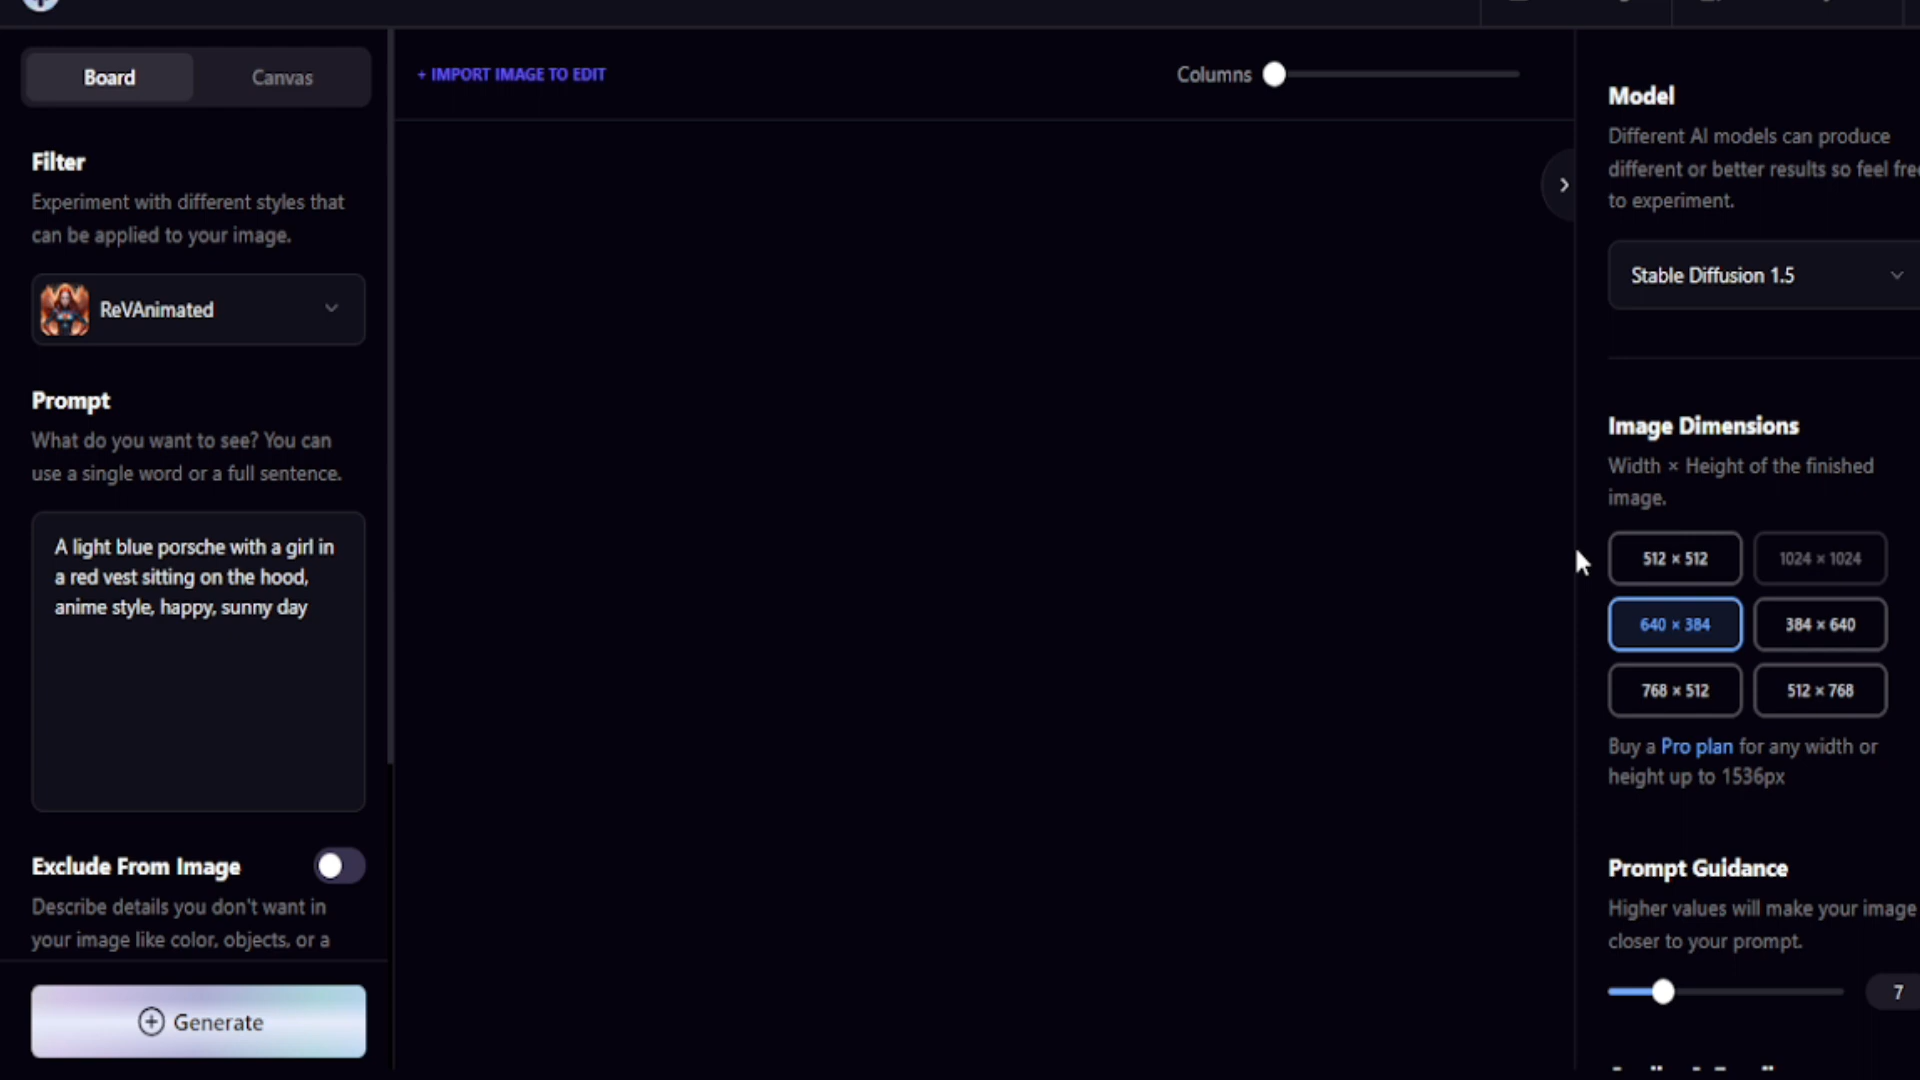 Board
Canvas
+ IMPORT IMAGE TO EDIT
Columns
Filter
Experiment with different styles that
can be applied to your image.
ReVAnimated
Prompt
What do you want to see? You can
use a single word or a full sentence.
A light blue porsche with a girl in
a red vest sitting on the hood,
anime style, happy, sunny day
Exclude From Image
Describe details you don't want in
your image like color, objects, or a
Generate
Model
Different AI models can produce
different or better results so feel free
to experiment.
Stable Diffusion 1.5
Image Dimensions
Width × Height of the finished
image.
512 × 512
1024 × 1024
640 × 384
384 × 640
768 × 512
512 × 768
Buy a Pro plan for any width or
height up to 1536px
Prompt Guidance
Higher values will make your image
closer to your prompt.
7